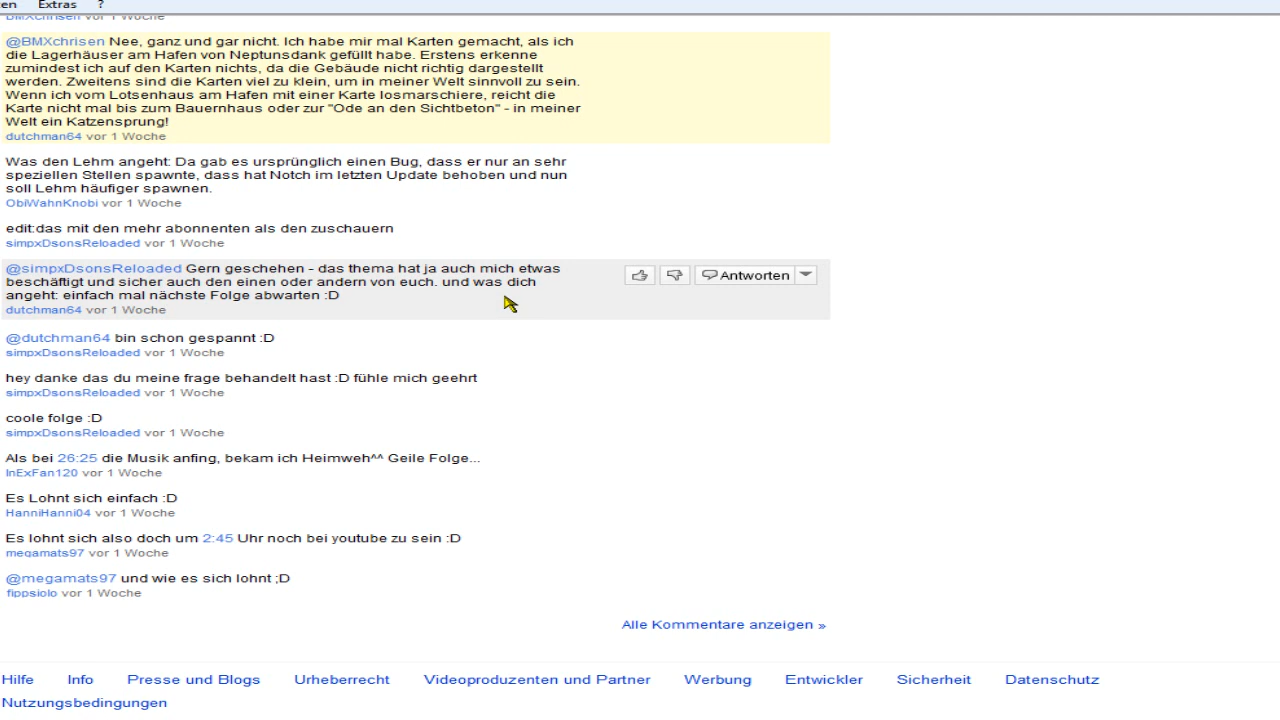 en Extras ?
BMXchrisen vor 1 Woche
@BMXchrisen Nee, ganz und gar nicht. Ich habe mir mal Karten gemacht, als ich
die Lagerhäuser am Hafen von Neptunsdank gefüllt habe. Erstens erkenne
zumindest ich auf den Karten nichts, da die Gebäude nicht richtig dargestellt
werden. Zweitens sind die Karten viel zu klein, um in meiner Welt sinnvoll zu sein.
Wenn ich vom Lotsenhaus am Hafen mit einer Karte losmarschiere, reicht die
Karte nicht mal bis zum Bauernhaus oder zur "Ode an den Sichtbeton" - in meiner
Welt ein Katzensprung!
dutchman64 vor 1 Woche
Was den Lehm angeht: Da gab es ursprünglich einen Bug, dass er nur an sehr
speziellen Stellen spawnte, dass hat Notch im letzten Update behoben und nun
soll Lehm häufiger spawnen.
ObiWahnKnobi vor 1 Woche
edit:das mit den mehr abonnenten als den zuschauern
simpxDsonsReloaded vor 1 Woche
@simpxDsonsReloaded Gern geschehen - das thema hat ja auch mich etwas
beschäftigt und sicher auch den einen oder andern von euch. und was dich
angeht: einfach mal nächste Folge abwarten :D
Antworten
dutchman64 vor 1 Woche
@dutchman64 bin schon gespannt :D
simpxDsonsReloaded vor 1 Woche
hey danke das du meine frage behandelt hast :D fühle mich geehrt
simpxDsonsReloaded vor 1 Woche
coole folge :D
simpxDsonsReloaded vor 1 Woche
Als bei 26:25 die Musik anfing, bekam ich Heimweh^^ Geile Folge...
InExFan120 vor 1 Woche
Es Lohnt sich einfach :D
HanniHanni04 vor 1 Woche
Es lohnt sich also doch um 2:45 Uhr noch bei youtube zu sein :D
megamats97 vor 1 Woche
@megamats97 und wie es sich lohnt ;D
fippsiolo vor 1 Woche
Alle Kommentare anzeigen »
Hilfe Info Presse und Blogs Urheberrecht Videoproduzenten und Partner Werbung Entwickler Sicherheit Datenschutz
Nutzungsbedingungen